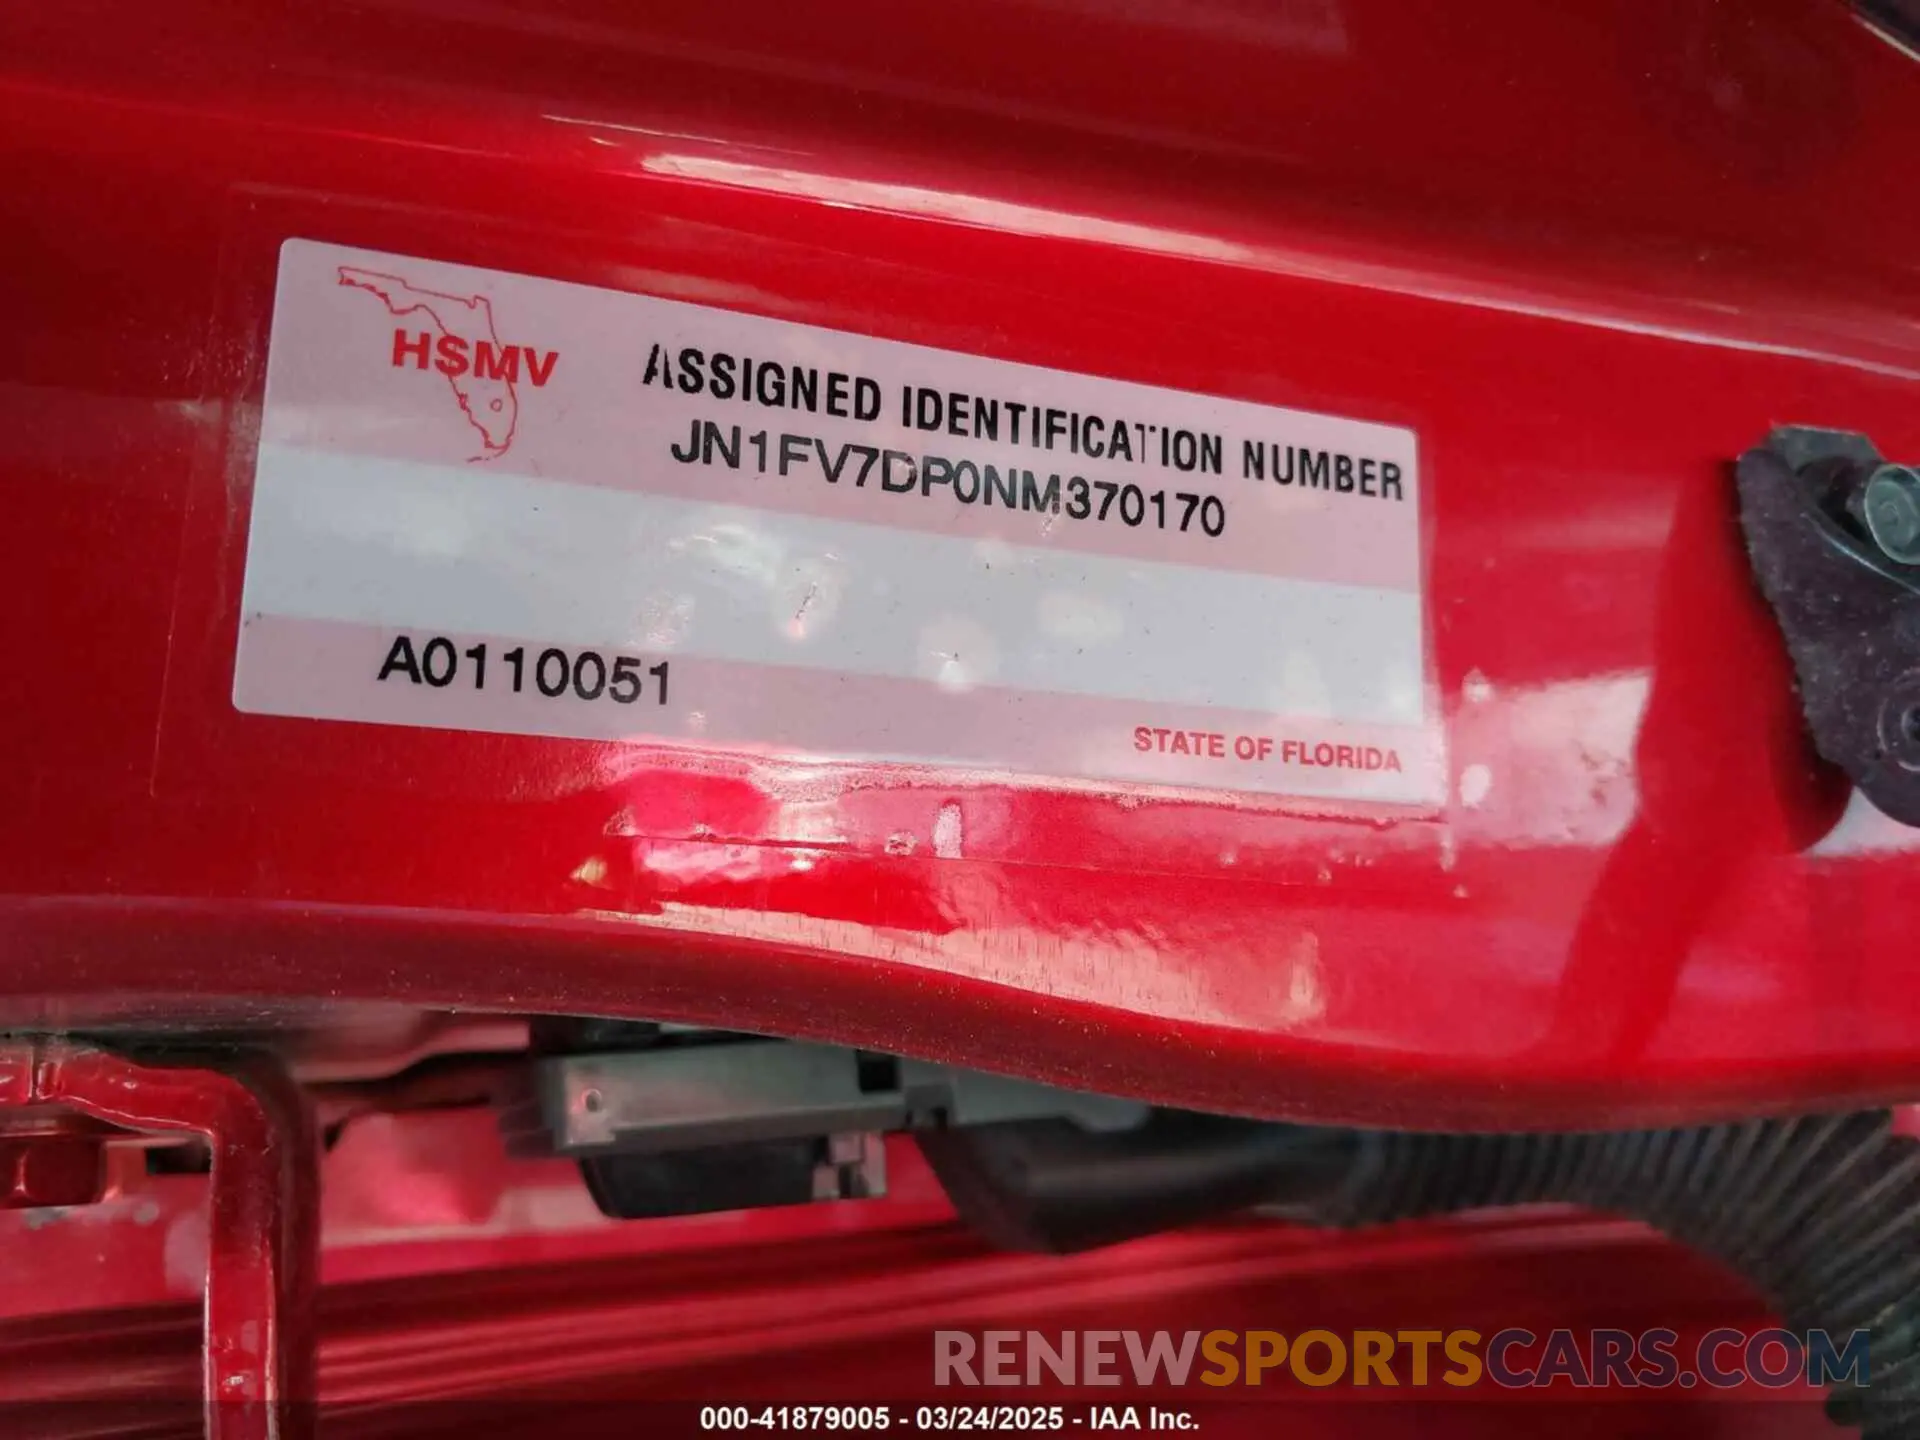 HSMV
ASSIGNED IDENTIFICATION NUMBER
JN1FV7DP0NM370170
A0110051
STATE OF FLORIDA
RENEWSPORTSCARS.COM
000-41879005 - 03/24/2025 - IAA Inc.